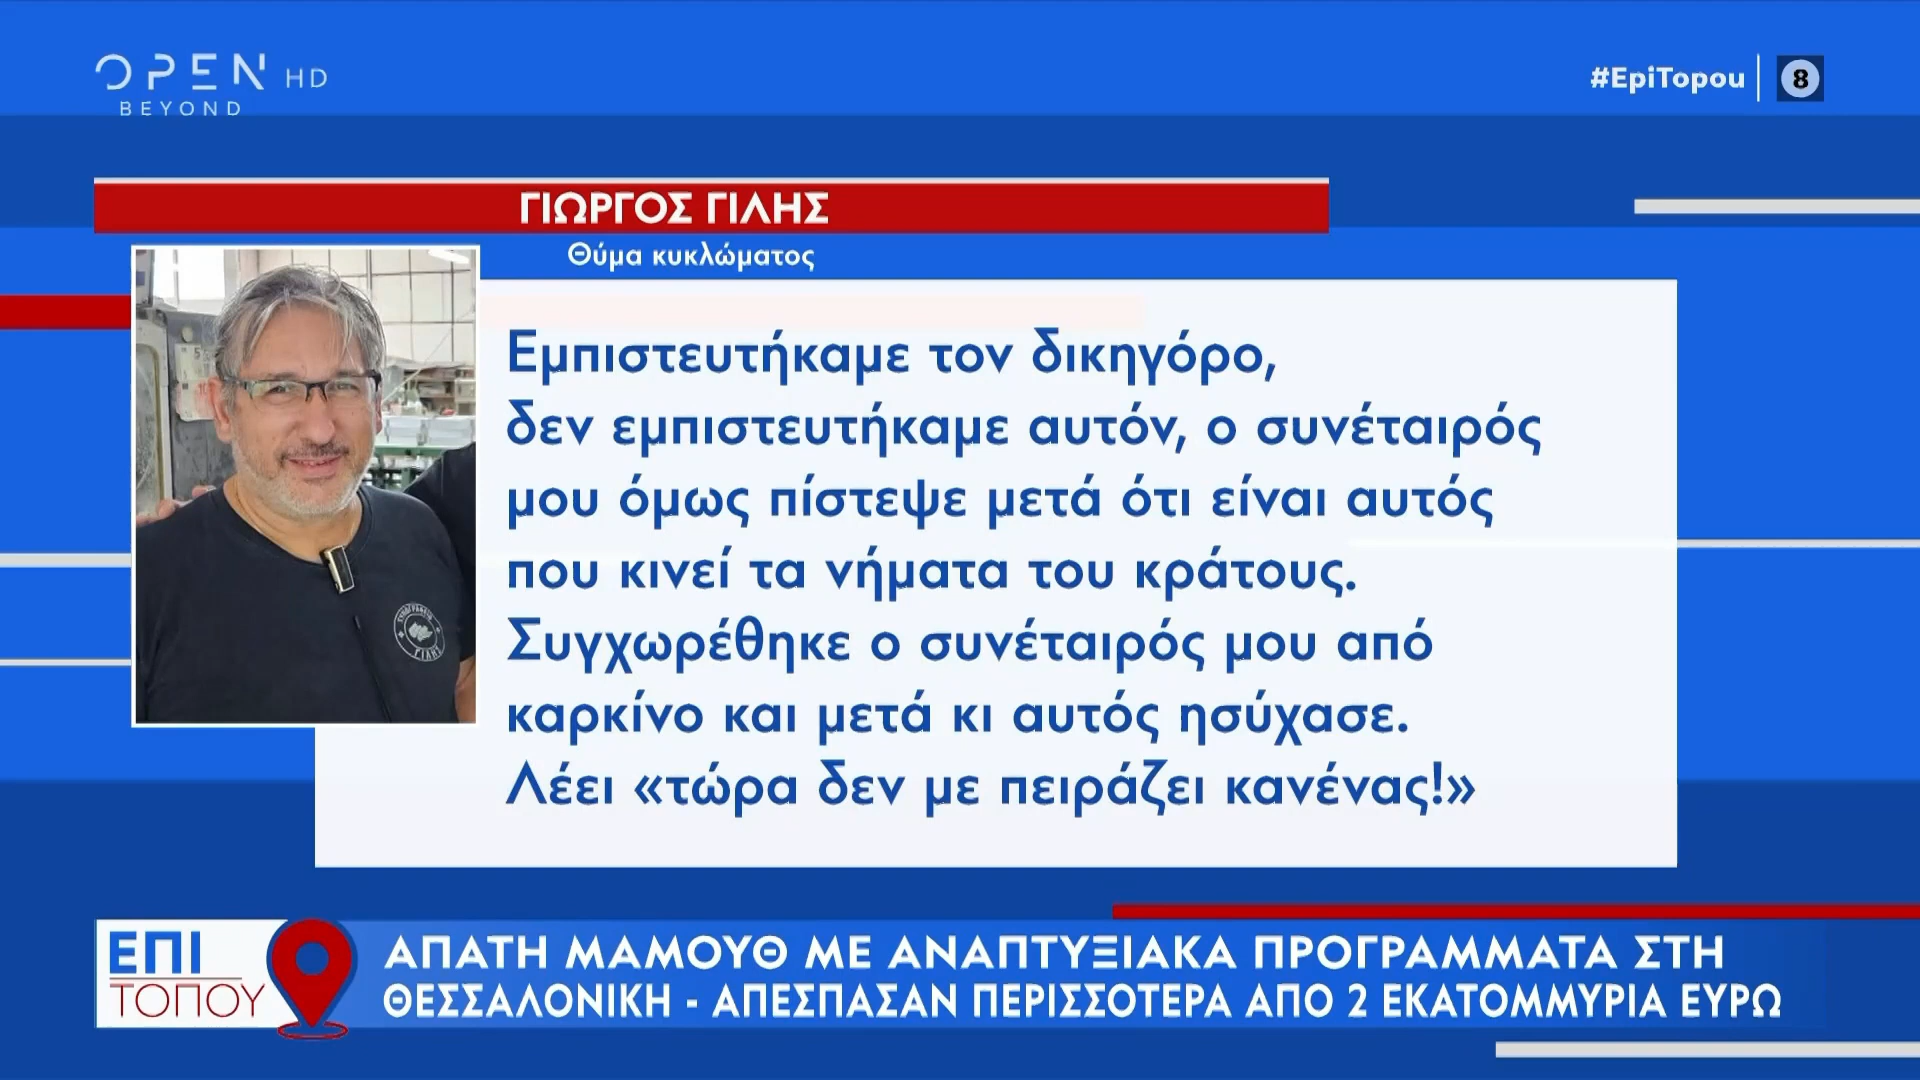 OPEN HD
BEYOND
#EpiTopou
8
ΓΙΩΡΓΟΣ ΓΙΛΗΣ
Θύμα κυκλώματος
Εμπιστευτήκαμε τον δικηγόρο,
δεν εμπιστευτήκαμε αυτόν, ο συνέταιρός
μου όμως πίστεψε μετά ότι είναι αυτός
που κινεί τα νήματα του κράτους.
Συγχωρέθηκε ο συνέταιρός μου από
καρκίνο και μετά κι αυτός ησύχασε.
Λέει «τώρα δεν με πειράζει κανένας!»
ΓΙΛΗΣ
ΕΠΙ
ΤΟΠΟΥ
ΑΠΑΤΗ ΜΑΜΟΥΘ ΜΕ ΑΝΑΠΤΥΞΙΑΚΑ ΠΡΟΓΡΑΜΜΑΤΑ ΣΤΗ
ΘΕΣΣΑΛΟΝΙΚΗ - ΑΠΕΣΠΑΣΑΝ ΠΕΡΙΣΣΟΤΕΡΑ ΑΠΟ 2 ΕΚΑΤΟΜΜΥΡΙΑ ΕΥΡΩ